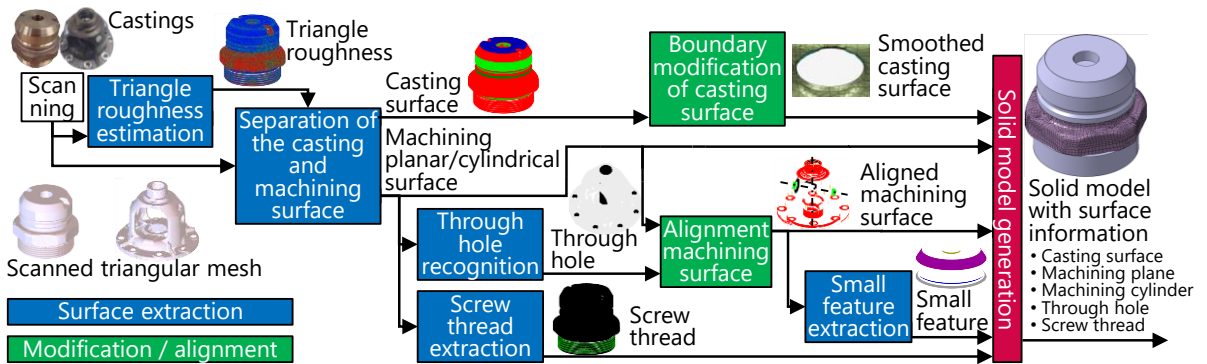 Castings
Scan
ning
Triangle
roughness
estimation
Triangle
roughness
Scanned triangular mesh
Surface extraction
Modification / alignment
Separation of
the casting
and
machining
surface
Casting
surface
Machining
planar/cylindrical
surface
Through
hole
recognition
Through
hole
Screw
thread
extraction
Screw
thread
Boundary
modification
of casting
surface
Smoothed
casting
surface
Alignment
machining
surface
Aligned
machining
surface
Small
feature
extraction
Small
feature
Solid model generation
Solid model
with surface
information
• Casting surface
• Machining plane
• Machining cylinder
• Through hole
• Screw thread